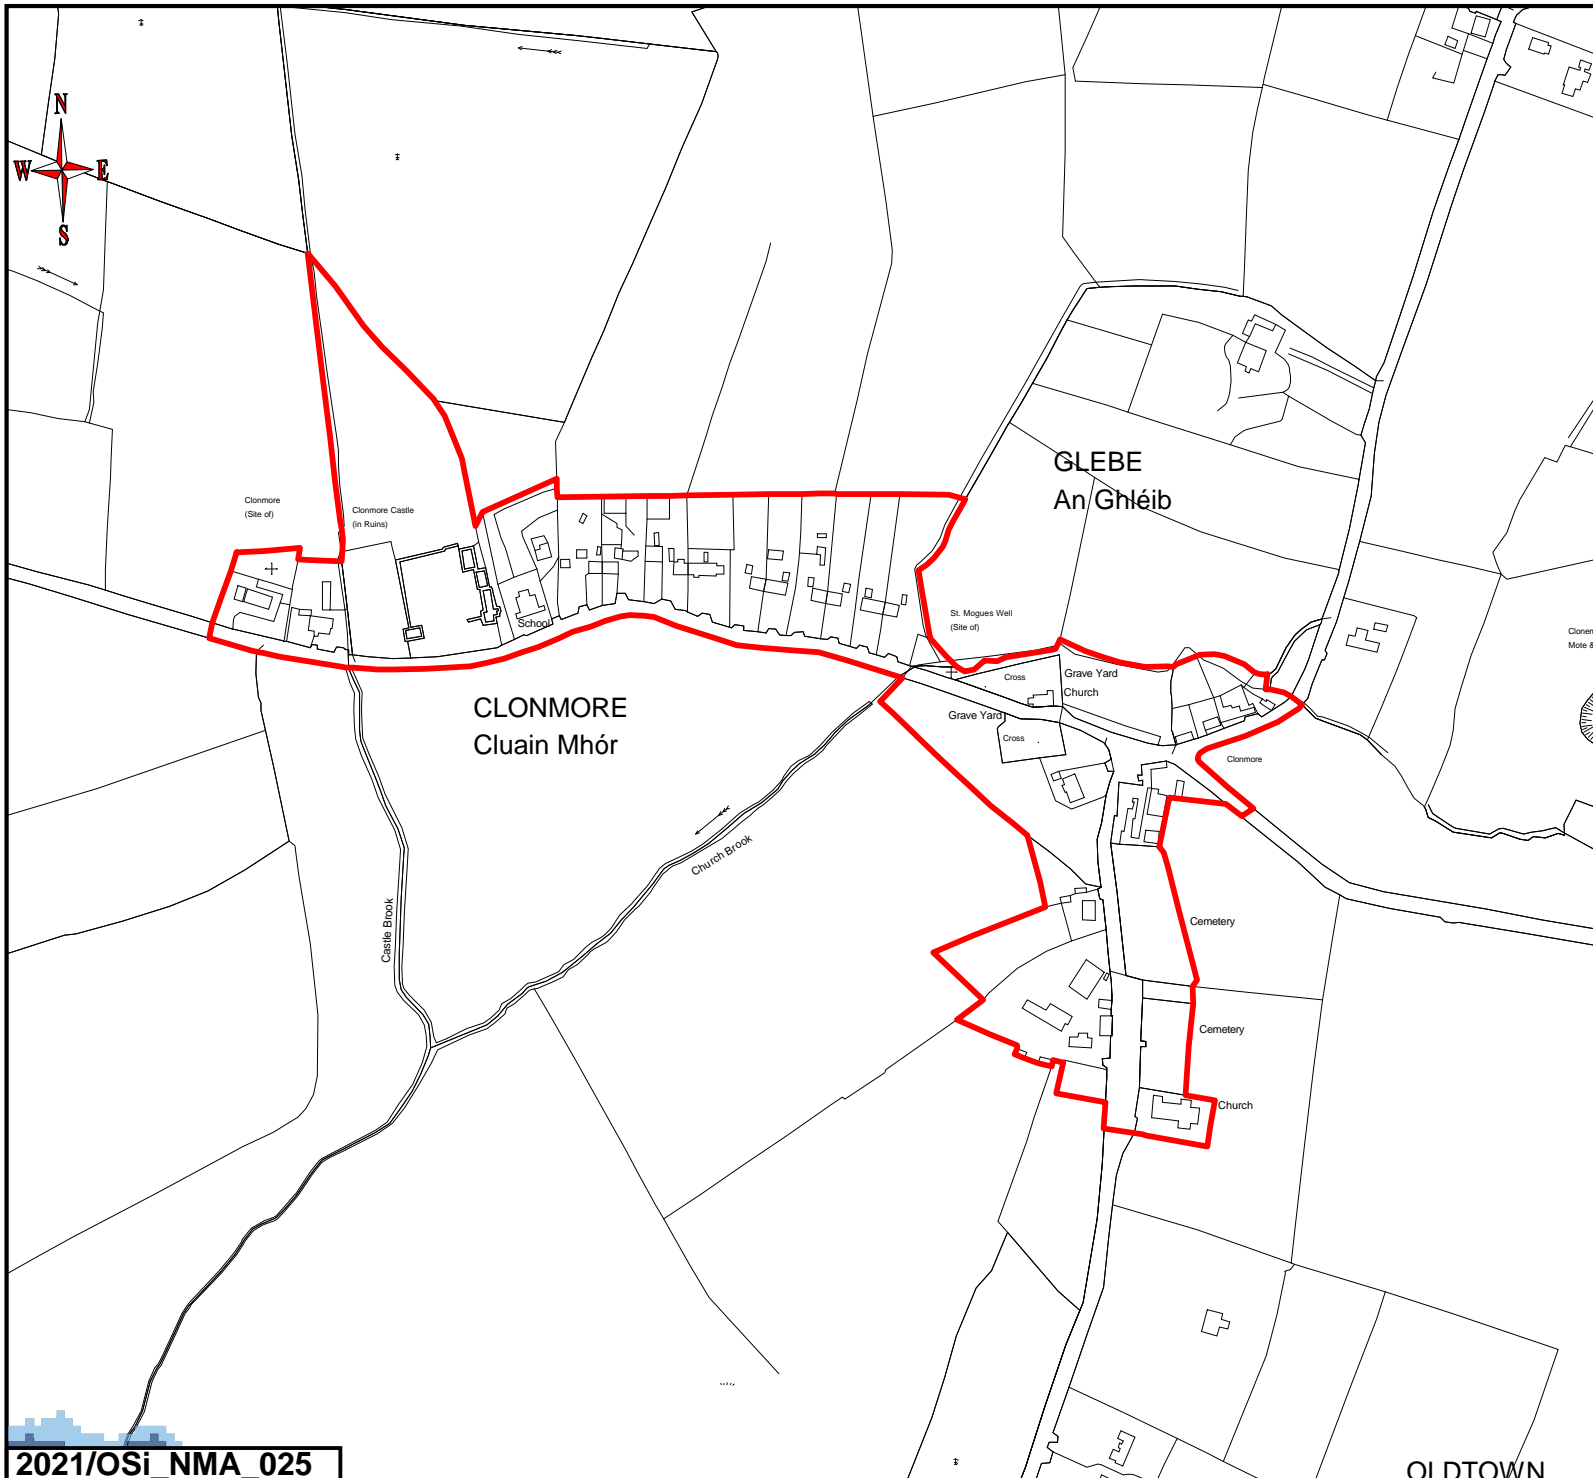 N
W E
S
GLEBE
An Ghléib
Clonmore
(Site of)
Clonmore Castle
(in Ruins)
School
St. Mogues Well
(Site of)
Cross
Grave Yard
Church
Grave Yard
Cross
Clonmore
CLONMORE
Cluain Mhór
Church Brook
Castle Brook
Cemetery
Cemetery
Church
Mote &
2021/OSi_NMA_025
OLDTOWN